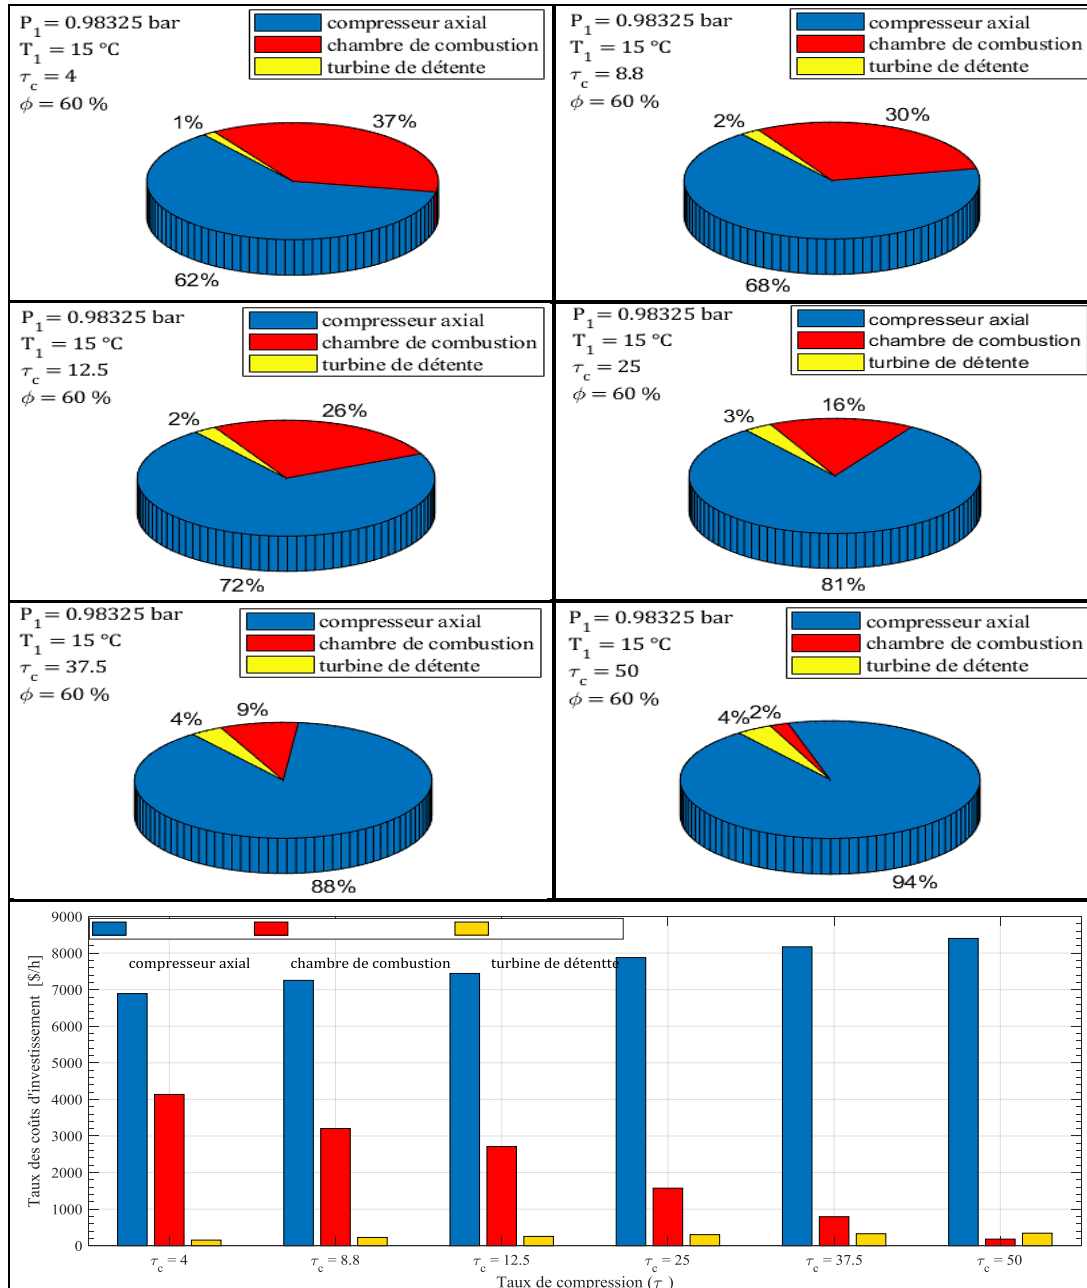 P1 = 0.98325 bar
T1 = 15 °C
τc = 4
ϕ = 60 %
compresseur axial
chambre de combustion
turbine de détente
1%
37%
62%
P1 = 0.98325 bar
T1 = 15 °C
τc = 8.8
ϕ = 60 %
compresseur axial
chambre de combustion
turbine de détente
2%
30%
68%
P1 = 0.98325 bar
T1 = 15 °C
τc = 12.5
ϕ = 60 %
compresseur axial
chambre de combustion
turbine de détente
2%
26%
72%
P1 = 0.98325 bar
T1 = 15 °C
τc = 25
ϕ = 60 %
compresseur axial
chambre de combustion
turbine de détente
3%
16%
81%
P1 = 0.98325 bar
T1 = 15 °C
τc = 37.5
ϕ = 60 %
compresseur axial
chambre de combustion
turbine de détente
4%
9%
88%
P1 = 0.98325 bar
T1 = 15 °C
τc = 50
ϕ = 60 %
compresseur axial
chambre de combustion
turbine de détente
4%
2%
94%
Taux des coûts d'investissement [$/h]
9000
8000
7000
6000
5000
4000
3000
2000
1000
0
compresseur axial chambre de combustion turbine de détentte
τc = 4 τc = 8.8 τc = 12.5 τc = 25 τc = 37.5 τc = 50
Taux de compression (τ )